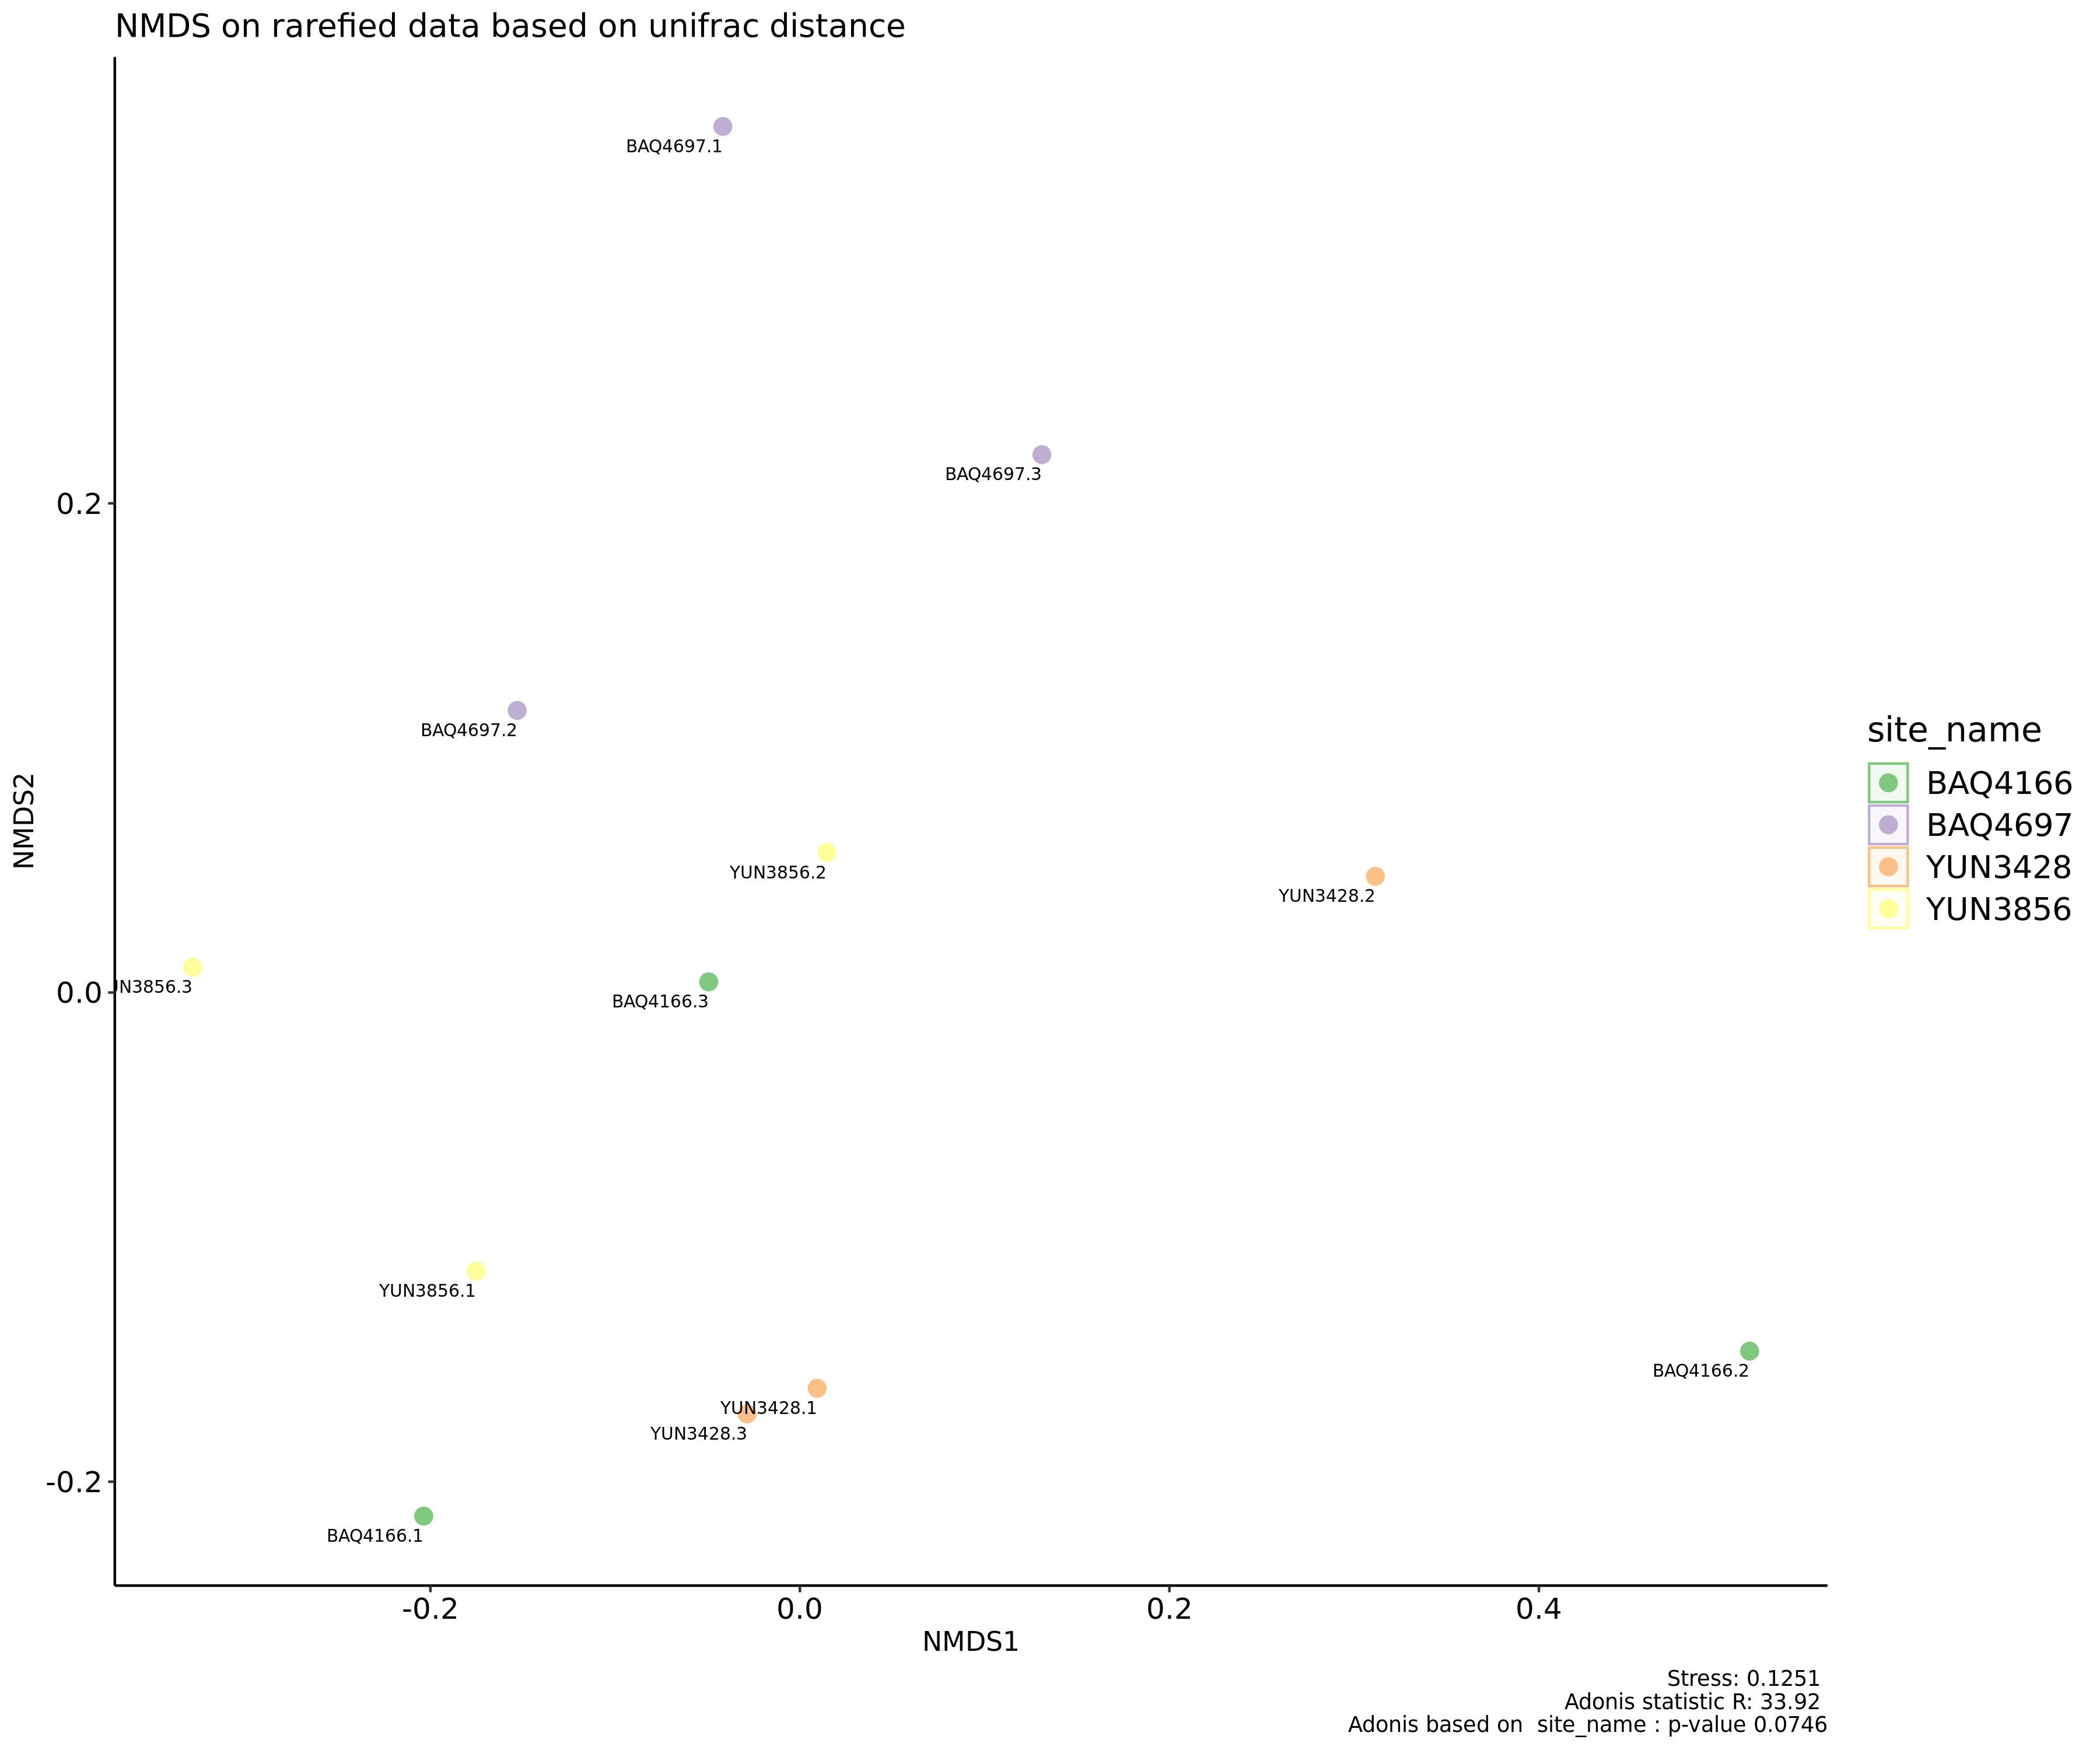 NMDS on rarefied data based on unifrac distance
BAQ4697.1
BAQ4697.3
0.2
BAQ4697.2
site_name
BAQ4166
BAQ4697
YUN3428
YUN3856
NMDS2
YUN3856.2
YUN3428.2
UN3856.3
0.0
BAQ4166.3
YUN3856.1
BAQ4166.2
YUN3428.1
YUN3428.3
-0.2
BAQ4166.1
-0.2 0.0 0.2 0.4
NMDS1
Stress: 0.1251
Adonis statistic R: 33.92
Adonis based on site_name : p-value 0.0746